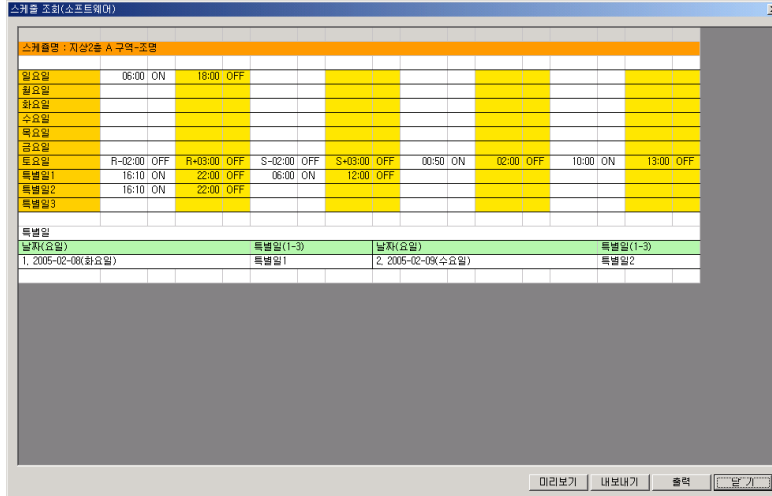 스케줄 조회(소프트웨어)
스케쥴명 : 지상2층 A 구역-조명
일요일 06:00 ON 18:00 OFF
월요일
화요일
수요일
목요일
금요일
토요일 R-02:00 OFF R+03:00 OFF S-02:00 OFF S+03:00 OFF 00:50 ON 02:00 OFF 10:00 ON 13:00 OFF
특별일1 16:10 ON 22:00 OFF 06:00 ON 12:00 OFF
특별일2 16:10 ON 22:00 OFF
특별일3
특별일
날짜(요일) 특별일(1-3) 날짜(요일) 특별일(1-3)
1. 2005-02-08(화요일) 특별일1 2. 2005-02-09(수요일) 특별일2
미리보기 내보내기 출력 닫 기